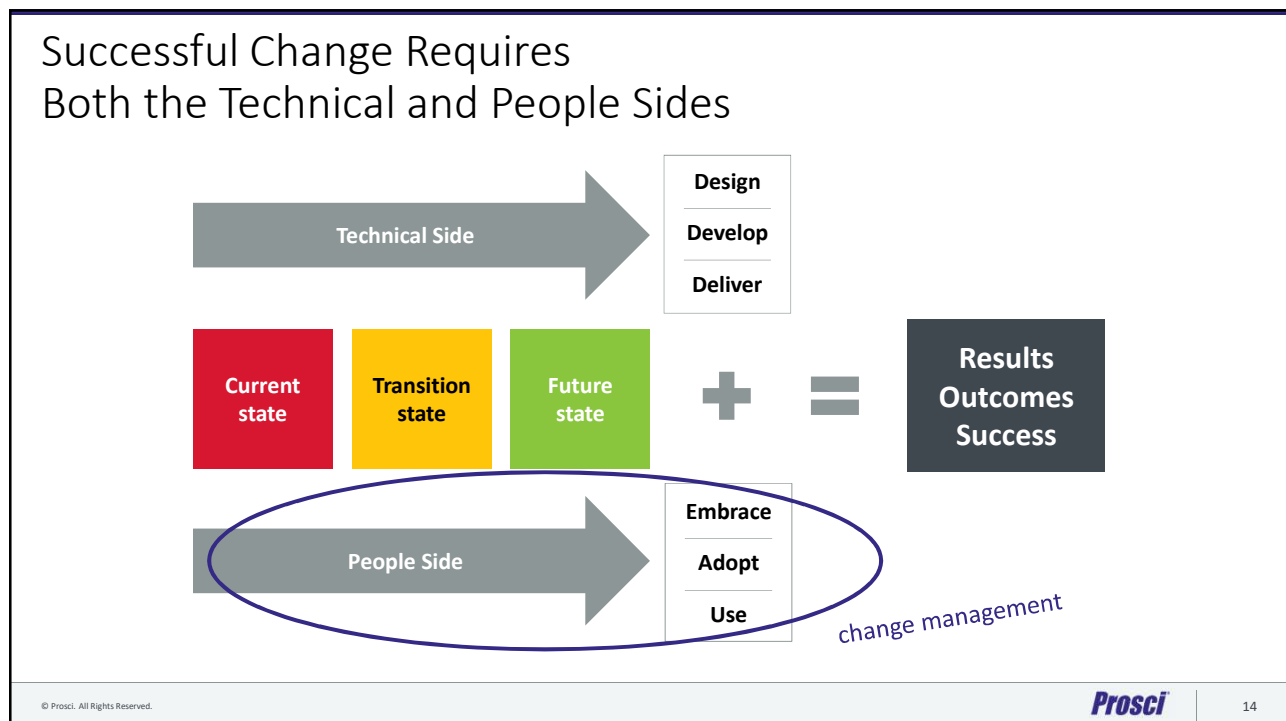 Successful Change Requires
Both the Technical and People Sides
Technical Side
Design
Develop
Deliver
Current
state
Transition
state
Future
state
+
=
Results
Outcomes
Success
People Side
Embrace
Adopt
Use
change management
© Prosci. All Rights Reserved.
Prosci®
14